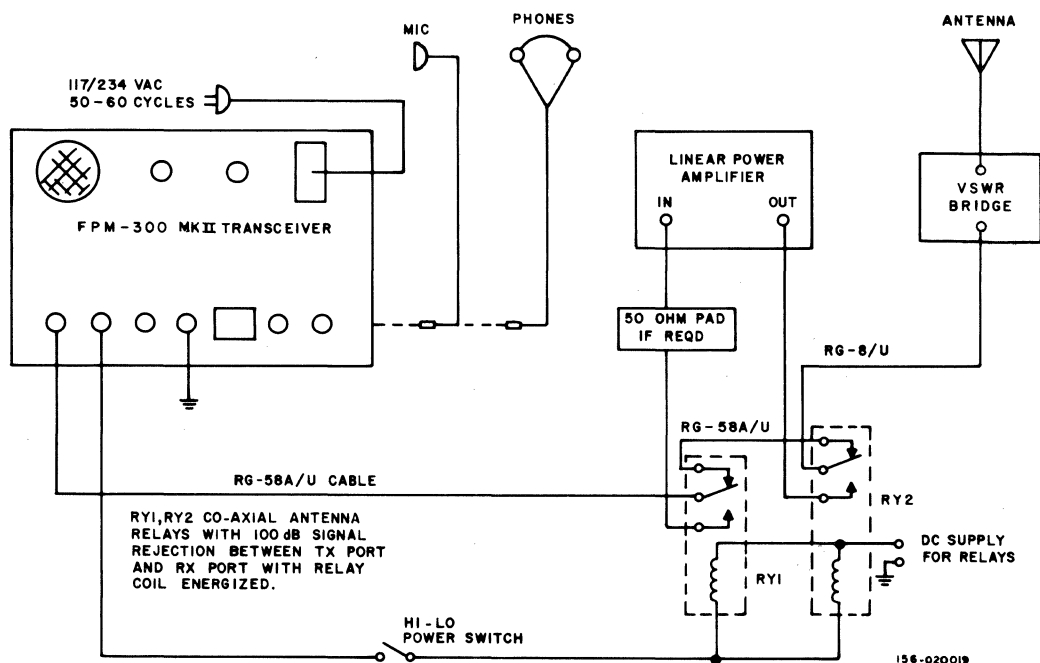 ANTENNA
PHONES
MIC
117/234 VAC
50-60 CYCLES
LINEAR POWER
AMPLIFIER
IN
OUT
VSWR
BRIDGE
FPM-300 MKII TRANSCEIVER
50 OHM PAD
IF REQD
RG-8/U
RG-58A/U
RG-58A/U CABLE
RY2
RY1,RY2 CO-AXIAL ANTENNA
RELAYS WITH 100 dB SIGNAL
REJECTION BETWEEN TX PORT
AND RX PORT WITH RELAY
COIL ENERGIZED.
DC SUPPLY
FOR RELAYS
RY1
HI-LO
POWER SWITCH
156-020019